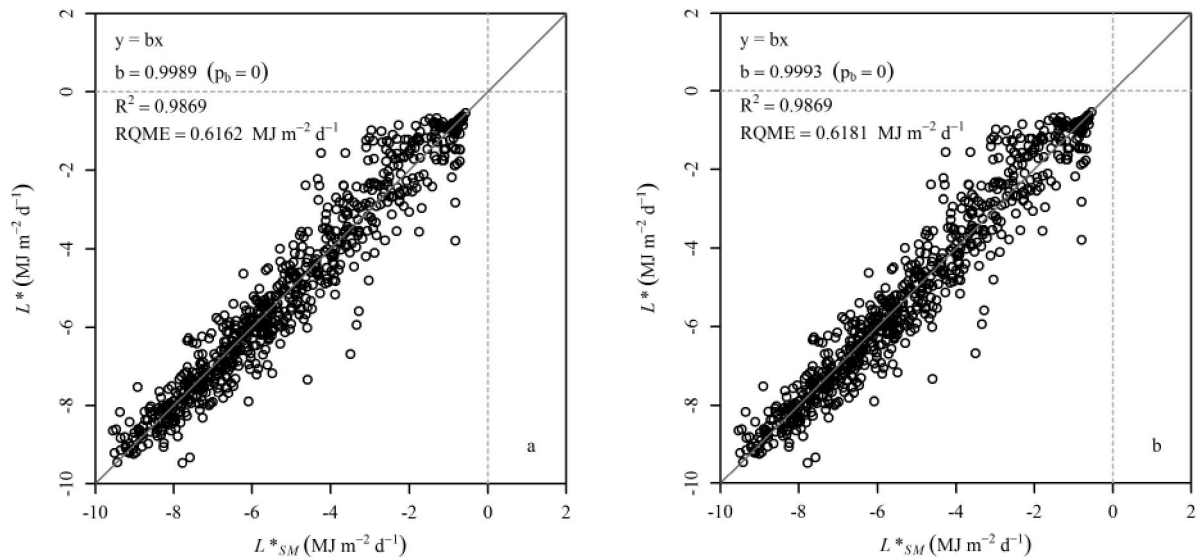 y = bx
b = 0.9989 (p_b = 0)
R² = 0.9869
RQME = 0.6162 MJ m⁻² d⁻¹
2
0
-2
-4
-6
-8
-10
L* (MJ m⁻² d⁻¹)
a
-10 -8 -6 -4 -2 0 2
L*_SM (MJ m⁻² d⁻¹)
y = bx
b = 0.9993 (p_b = 0)
R² = 0.9869
RQME = 0.6181 MJ m⁻² d⁻¹
2
0
-2
-4
-6
-8
-10
L* (MJ m⁻² d⁻¹)
b
-10 -8 -6 -4 -2 0 2
L*_SM (MJ m⁻² d⁻¹)